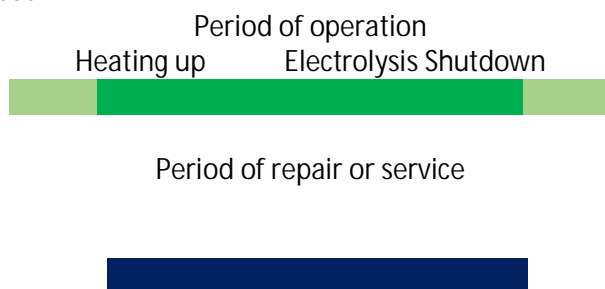 Period of operation
Heating up Electrolysis Shutdown
Period of repair or service